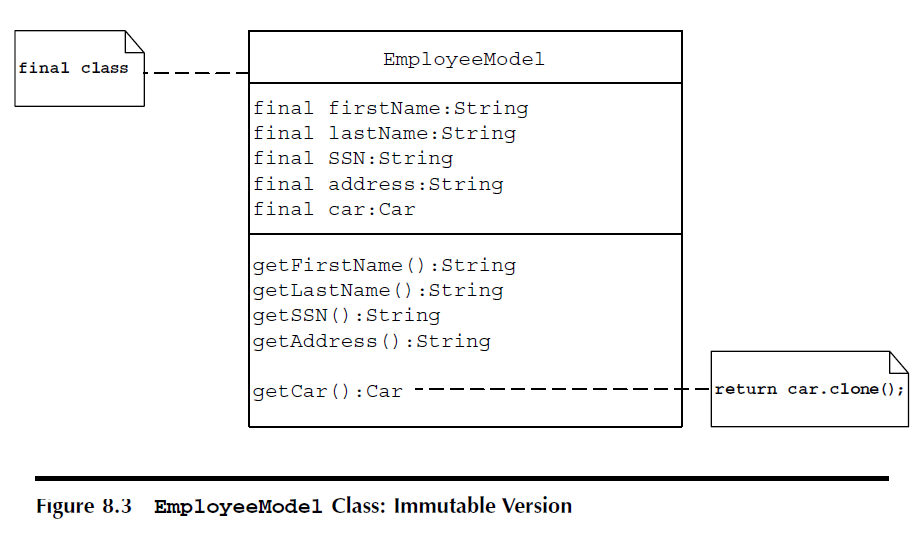 final class
EmployeeModel
final firstName:String
final lastName:String
final SSN:String
final address:String
final car:Car
getFirstName():String
getLastName():String
getSSN():String
getAddress():String
getCar():Car
return car.clone();
Figure 8.3 EmployeeModel Class: Immutable Version